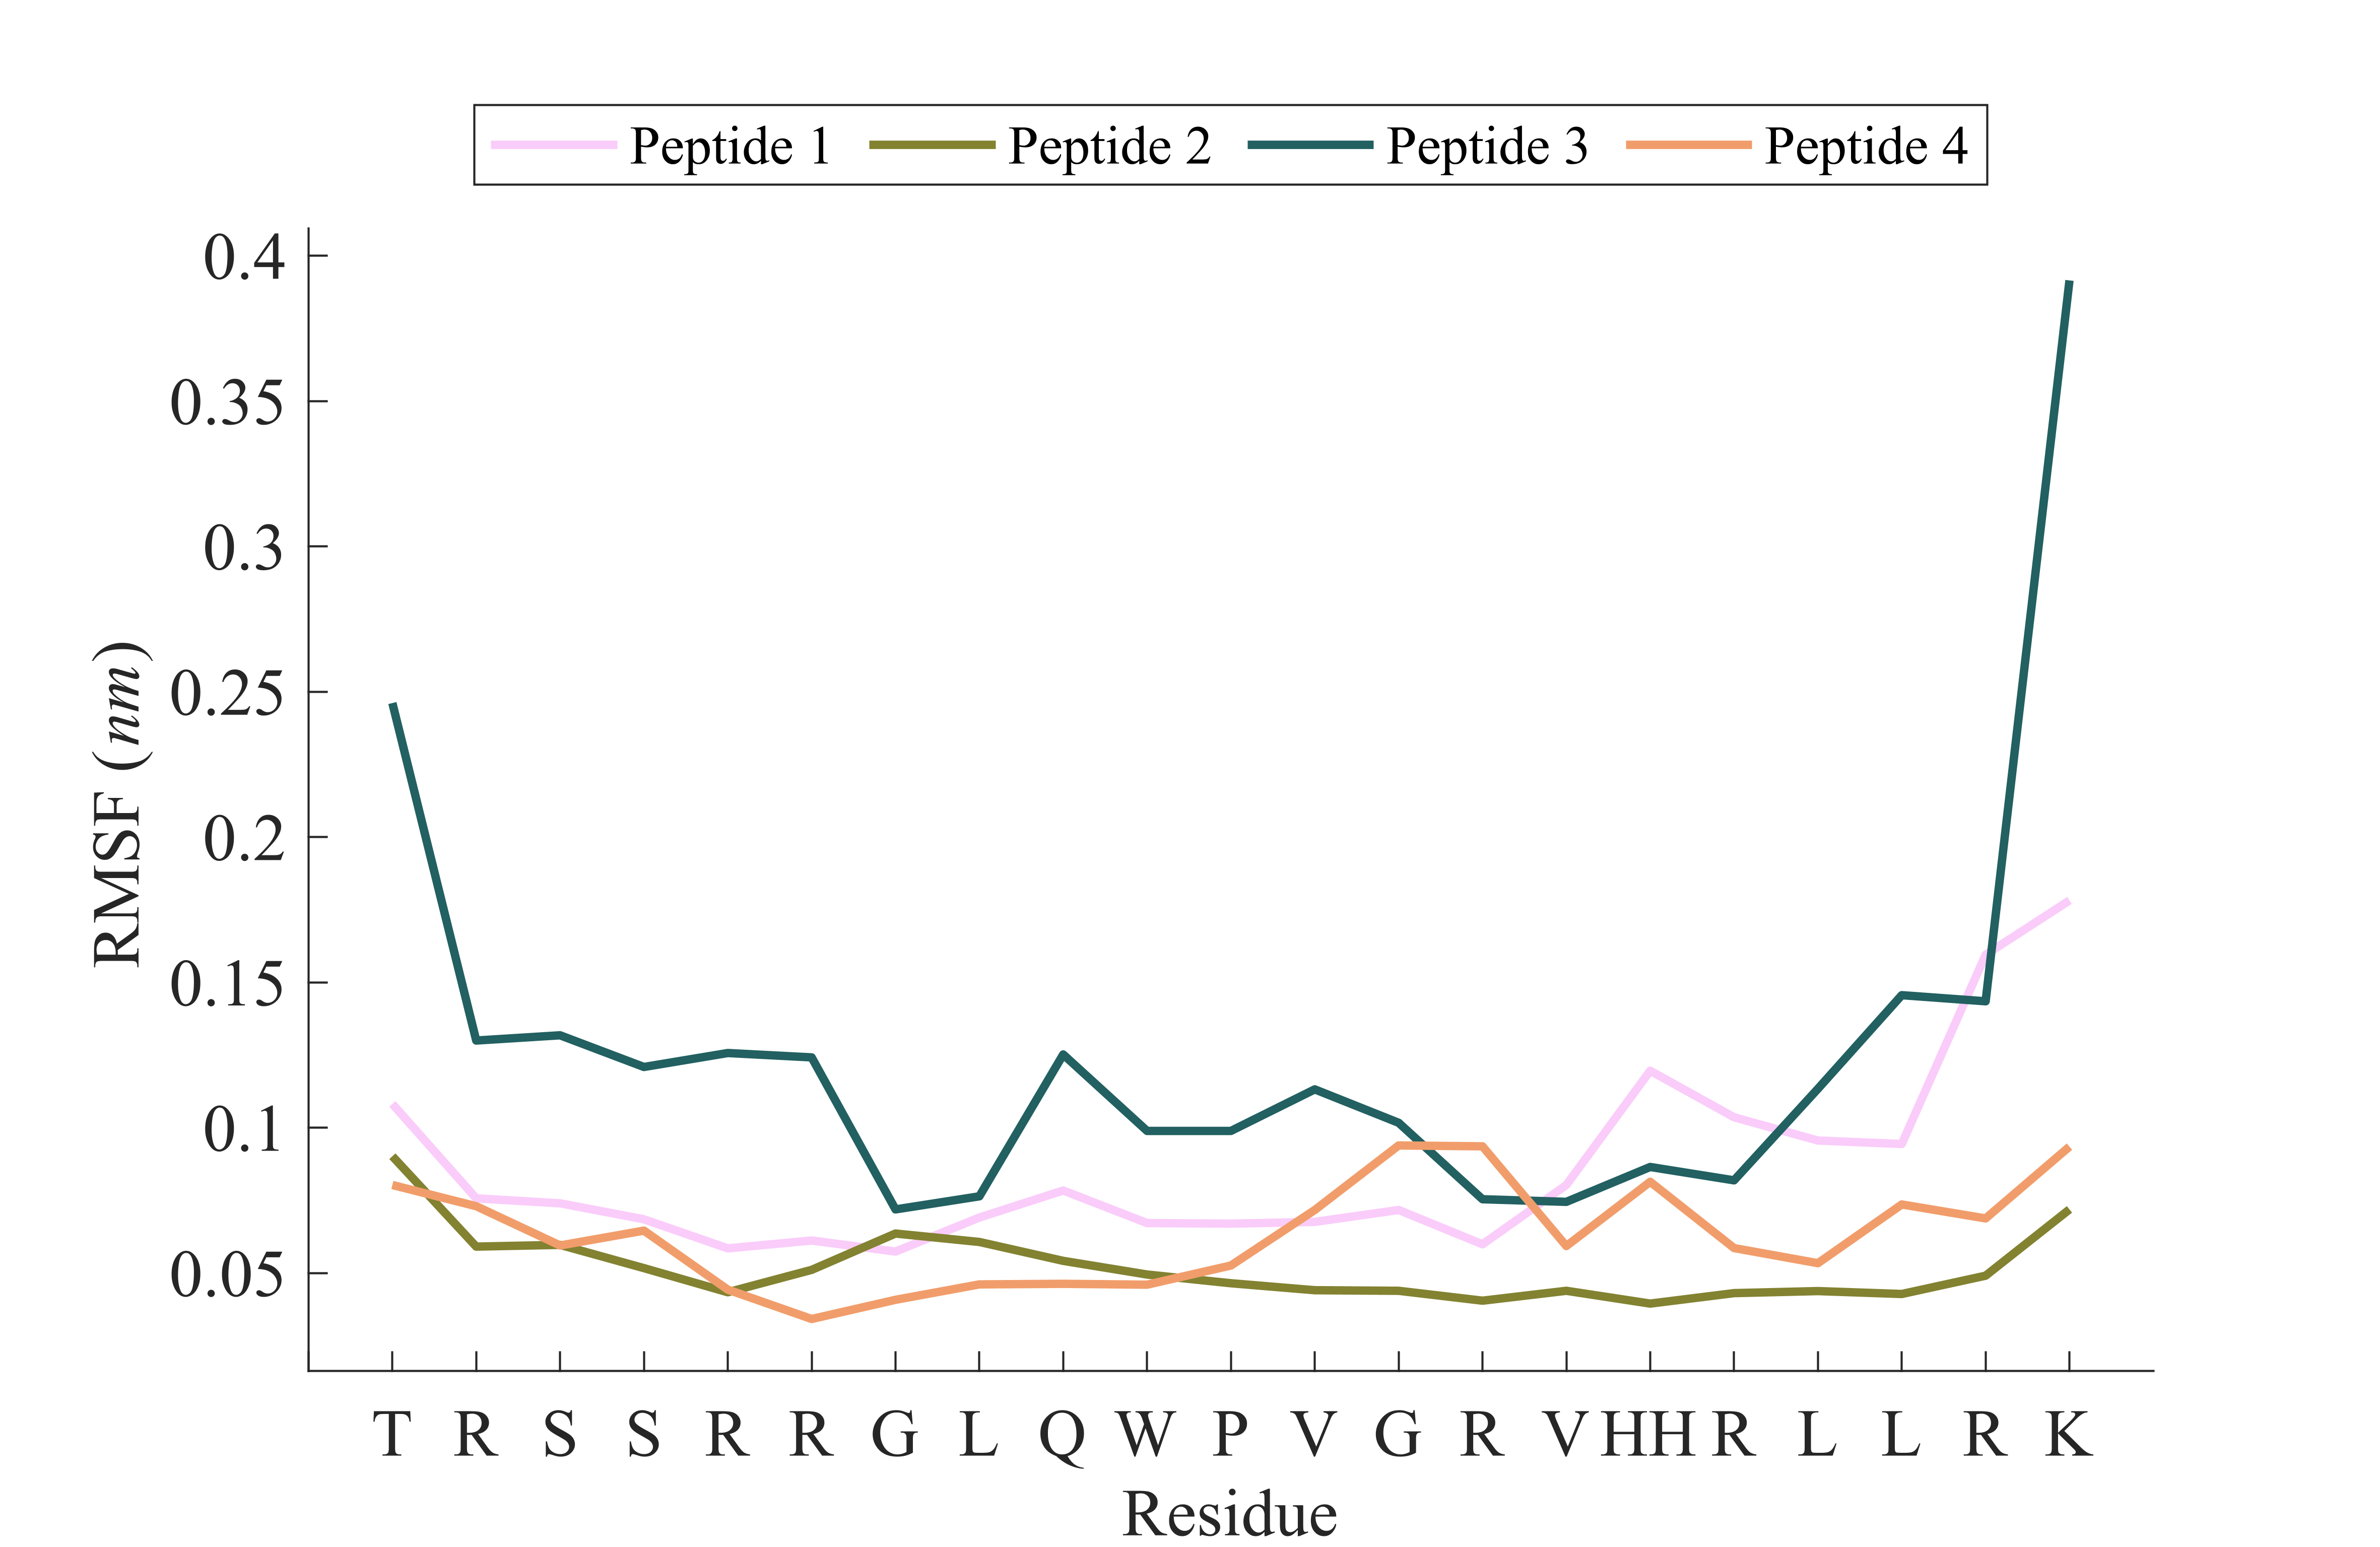 Peptide 1 Peptide 2 Peptide 3 Peptide 4
0.4
0.35
0.3
0.25
0.2
0.15
0.1
0.05
RMSF (nm)
T R S S R R G L Q W P V G R V HHH R L L R K
Residue